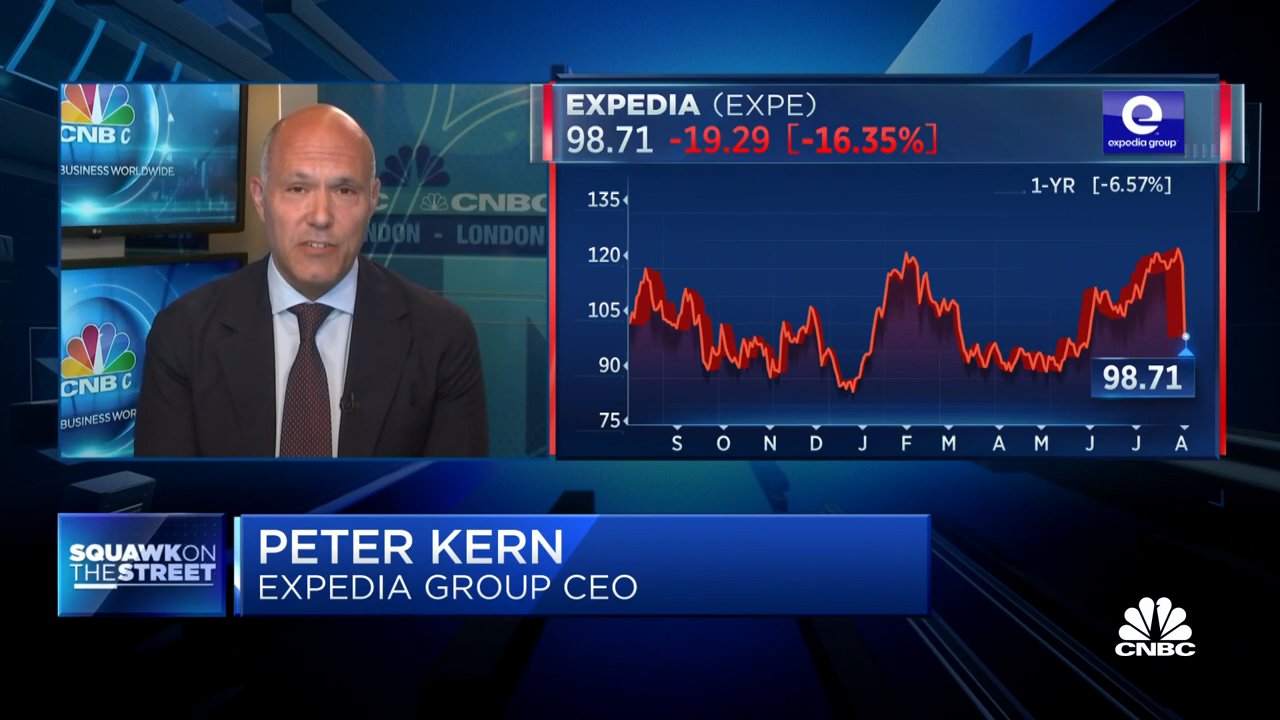 CNBC
BUSINESS WORLDWIDE
CNBC
BUSINESS WOR
C CNBC
NDON - LONDON
EXPEDIA (EXPE)
98.71 -19.29 [-16.35%]
e
expedia group
1-YR [-6.57%]
135
120
105
90
75
98.71
S O N D J F M A M J J A
SQUAWK ON
THE STREET
PETER KERN
EXPEDIA GROUP CEO
CNBC